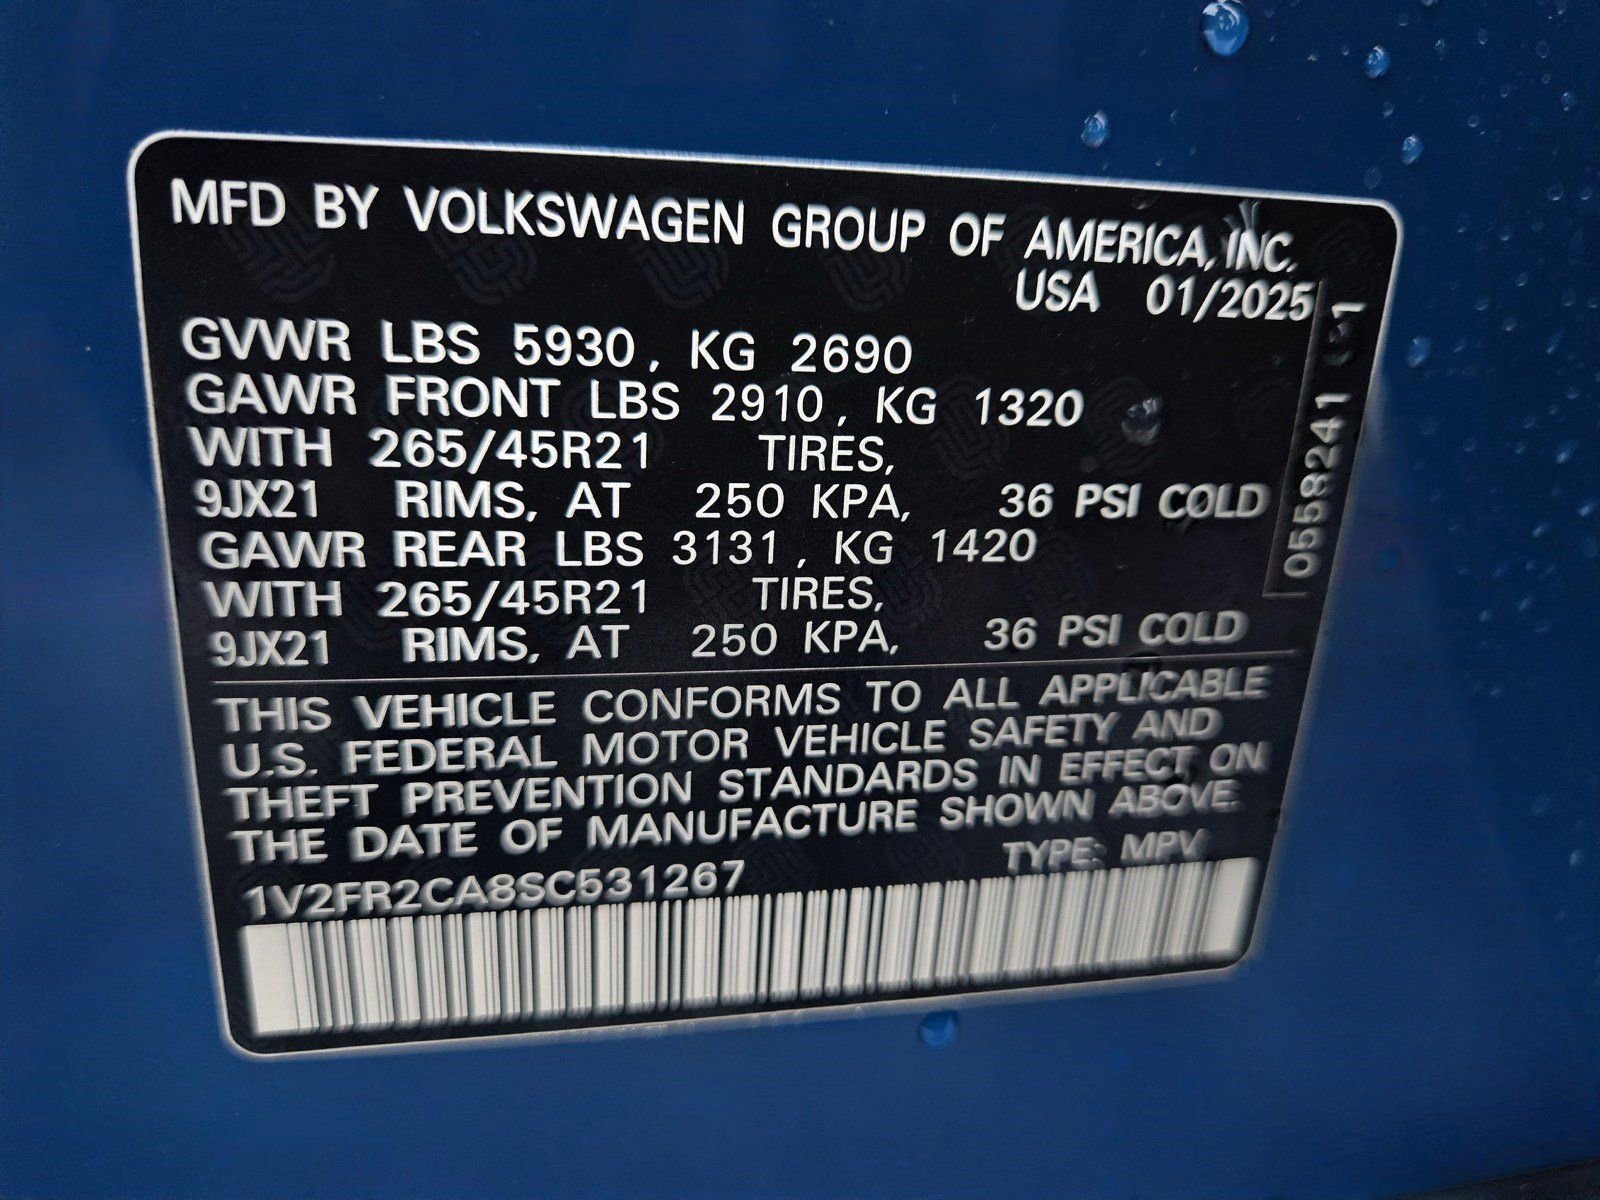 MFD BY VOLKSWAGEN GROUP OF AMERICA, INC.
USA 01/2025
GVWR LBS 5930, KG 2690
GAWR FRONT LBS 2910, KG 1320
WITH 265/45R21 TIRES,
9JX21 RIMS, AT 250 KPA, 36 PSI COLD
GAWR REAR LBS 3131, KG 1420
WITH 265/45R21 TIRES,
9JX21 RIMS, AT 250 KPA, 36 PSI COLD
THIS VEHICLE CONFORMS TO ALL APPLICABLE
U.S. FEDERAL MOTOR VEHICLE SAFETY AND
THEFT PREVENTION STANDARDS IN EFFECT ON
THE DATE OF MANUFACTURE SHOWN ABOVE.
1V2FR2CA8SC531267 TYPE: MPV
0558241